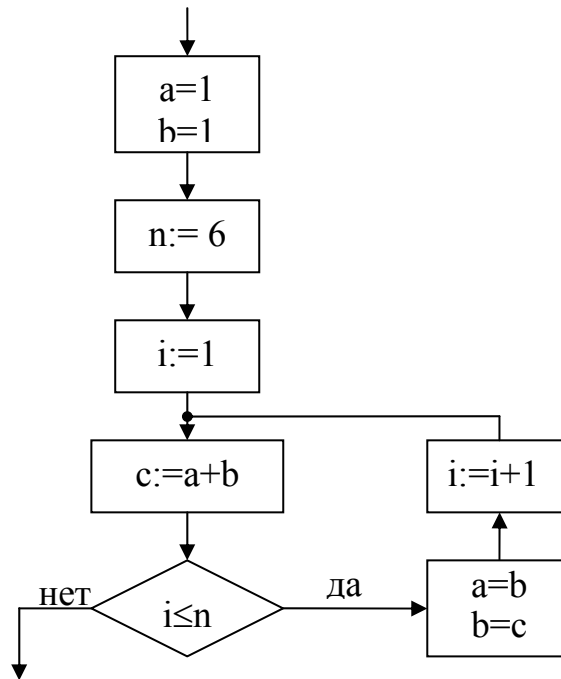 a=1
b=1
n:= 6
i:=1
c:=a+b
i:=i+1
нет
i≤n
да
a=b
b=c